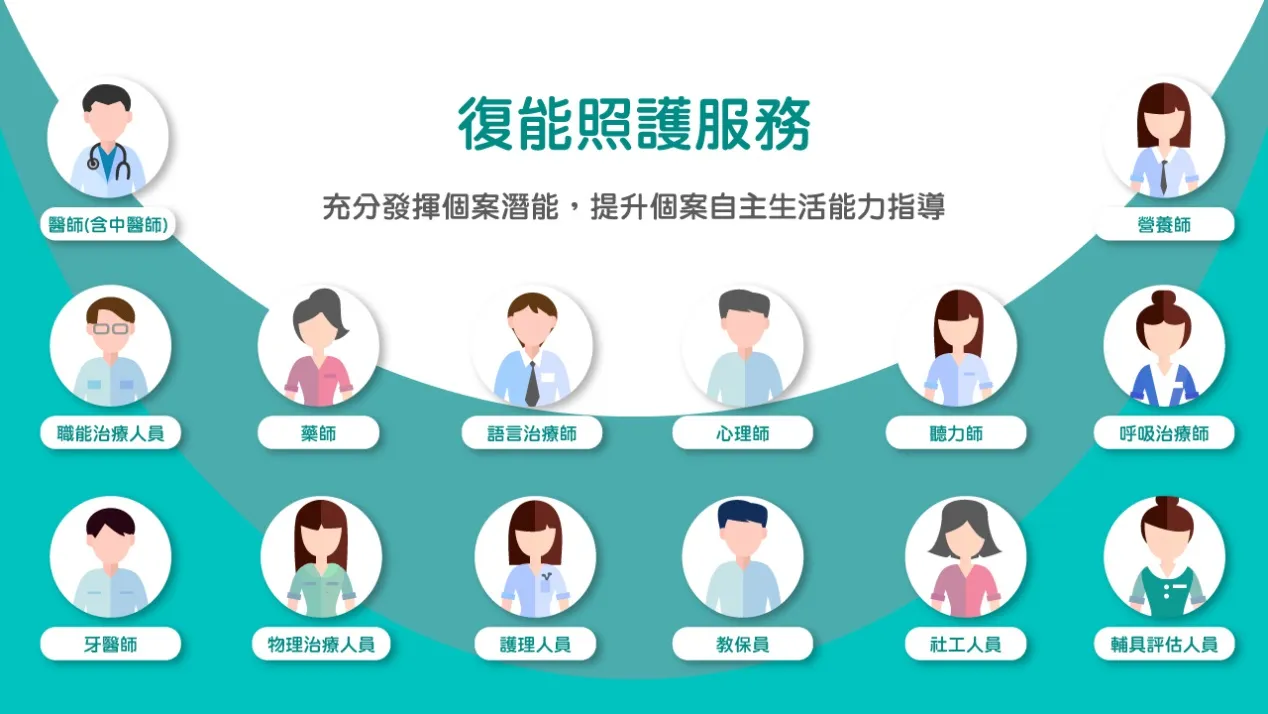 復能照護服務
充分發揮個案潛能，提升個案自主生活能力指導
醫師(含中醫師)
營養師
職能治療人員
藥師
語言治療師
心理師
聽力師
呼吸治療師
牙醫師
物理治療人員
護理人員
教保員
社工人員
輔具評估人員